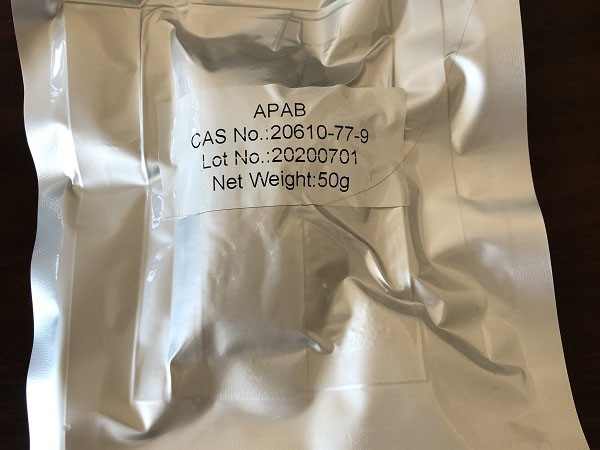 APAB
CAS No.:20610-77-9
Lot No.:20200701
Net Weight:50g